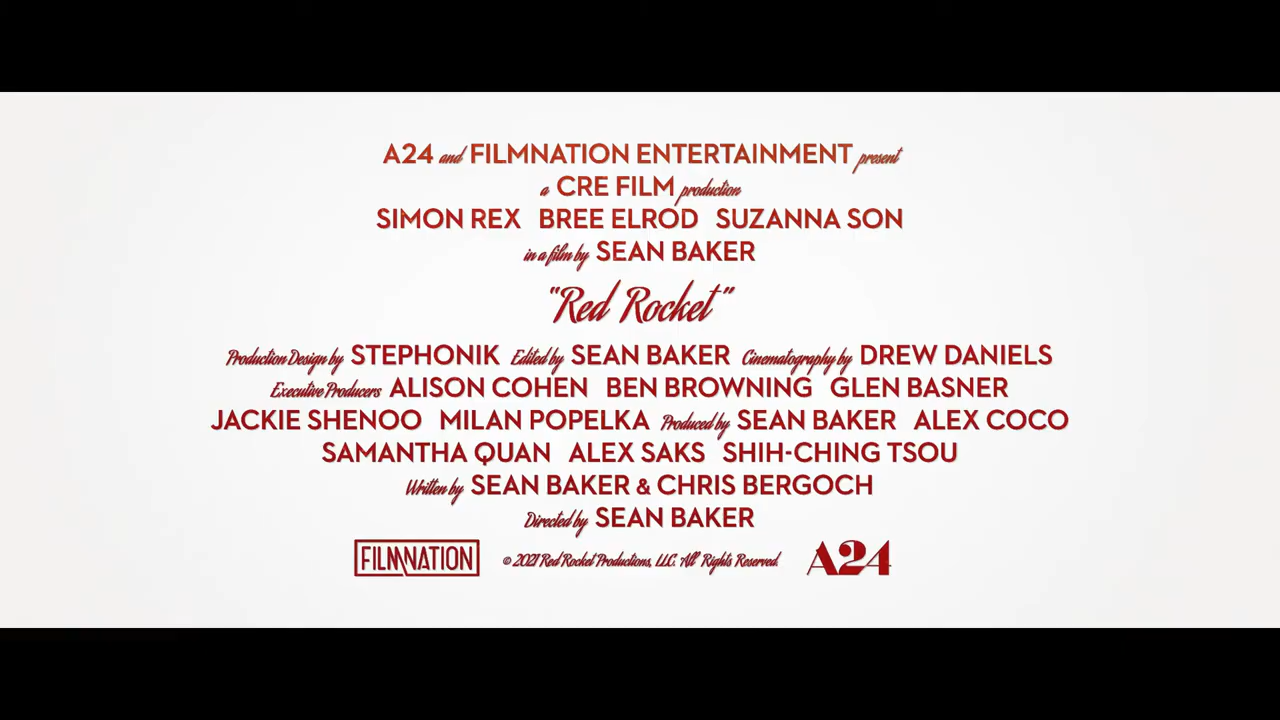 A24 and FILMNATION ENTERTAINMENT present
a CRE FILM production
SIMON REX BREE ELROD SUZANNA SON
in a film by SEAN BAKER
"Red Rocket"
Production Design by STEPHONIK Edited by SEAN BAKER Cinematography by DREW DANIELS
Executive Producers ALISON COHEN BEN BROWNING GLEN BASNER
JACKIE SHENOO MILAN POPELKA Produced by SEAN BAKER ALEX COCO
SAMANTHA QUAN ALEX SAKS SHIH-CHING TSOU
Written by SEAN BAKER & CHRIS BERGOCH
Directed by SEAN BAKER
FILMNATION © 2021 Red Rocket Productions, LLC. All Rights Reserved. A24